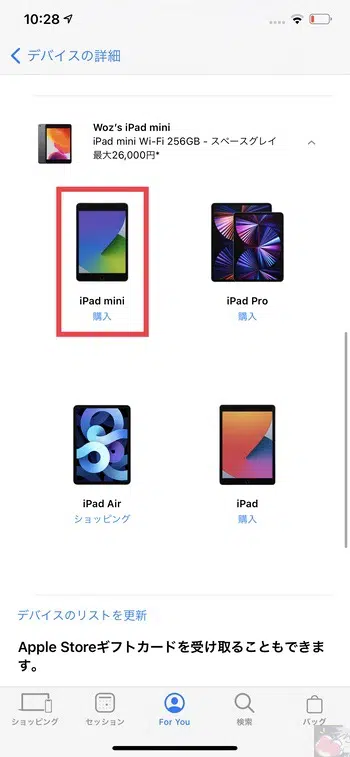 10:28
デバイスの詳細
Woz's iPad mini
iPad mini Wi-Fi 256GB - スペースグレイ
最大26,000円*
iPad mini
購入
iPad Pro
購入
iPad Air
ショッピング
iPad
購入
デバイスのリストを更新
Apple Storeギフトカードを受け取ることもできま
す。
ショッピング
セッション
For You
検索
バッグ